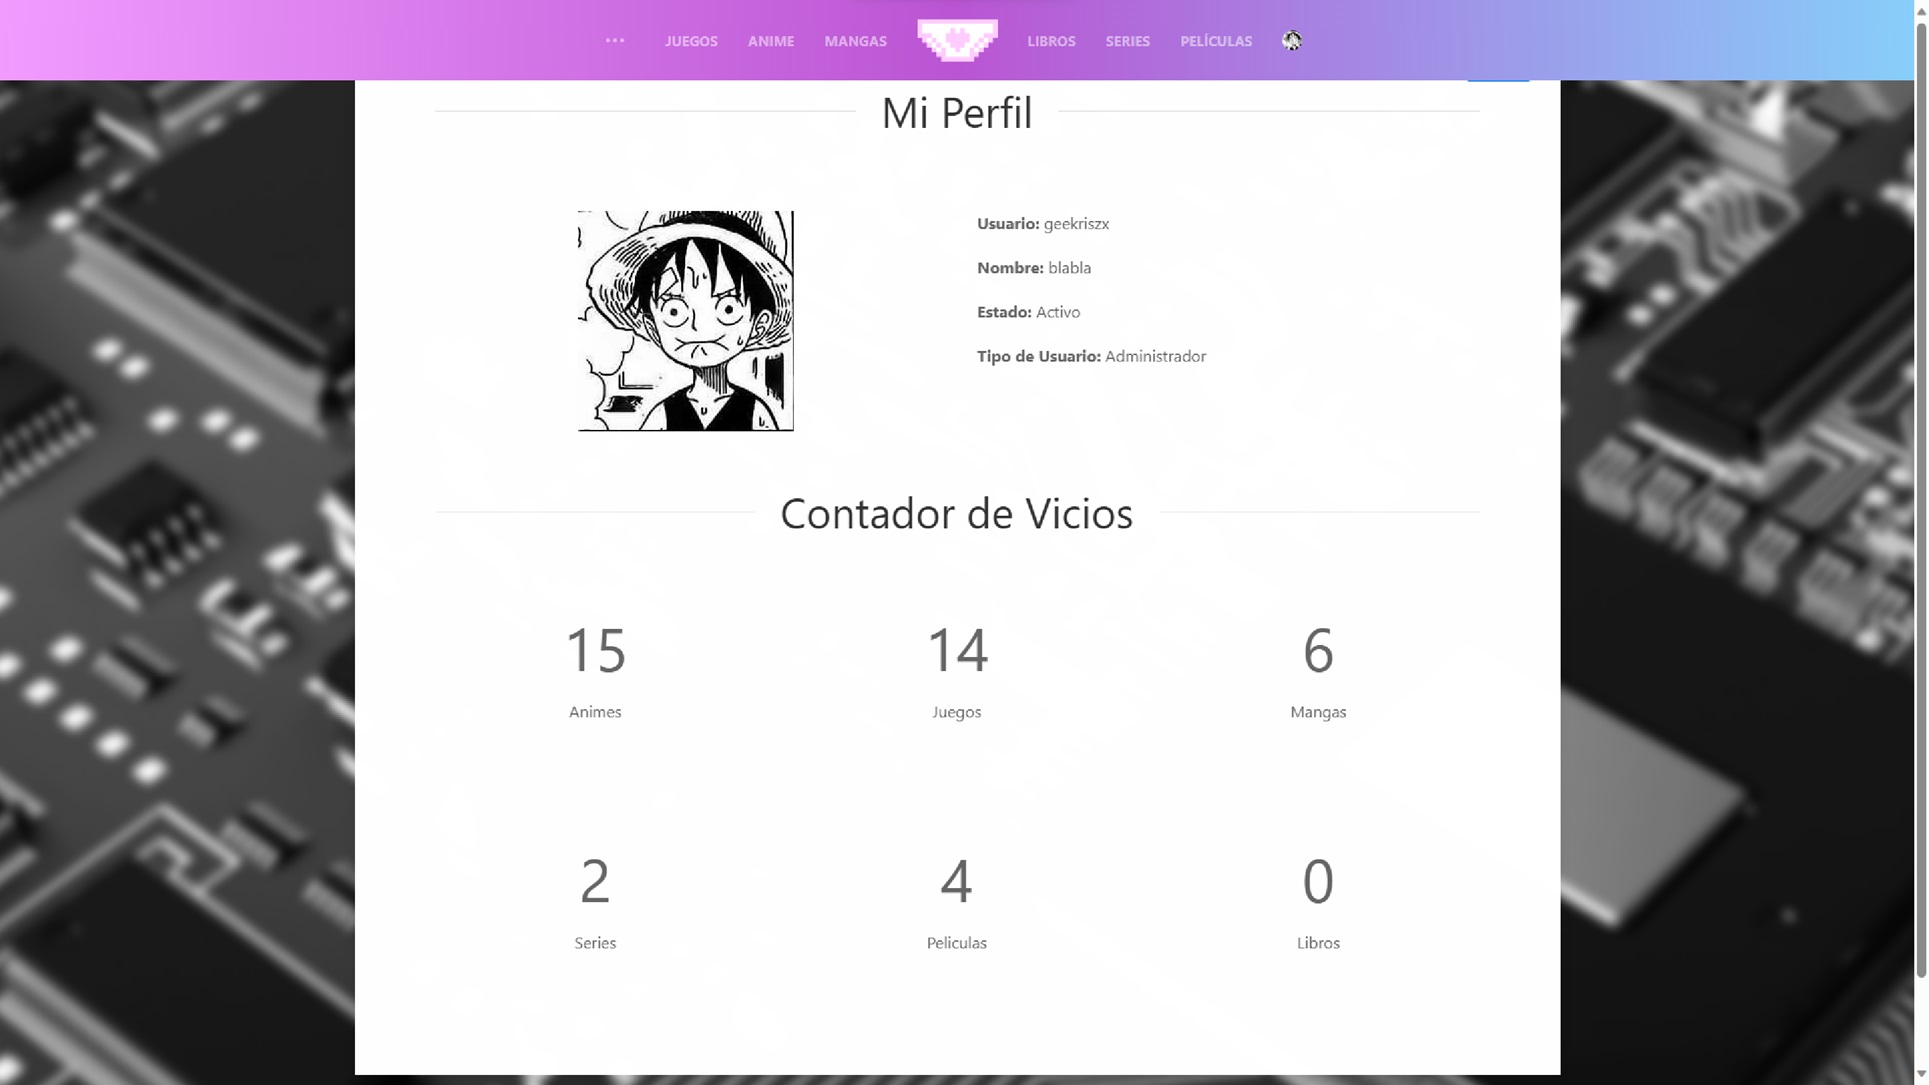 ••• JUEGOS ANIME MANGAS LIBROS SERIES PELÍCULAS
Mi Perfil
Usuario: geekriszx
Nombre: blabla
Estado: Activo
Tipo de Usuario: Administrador
Contador de Vicios
15 14 6
Animes Juegos Mangas
2 4 0
Series Peliculas Libros